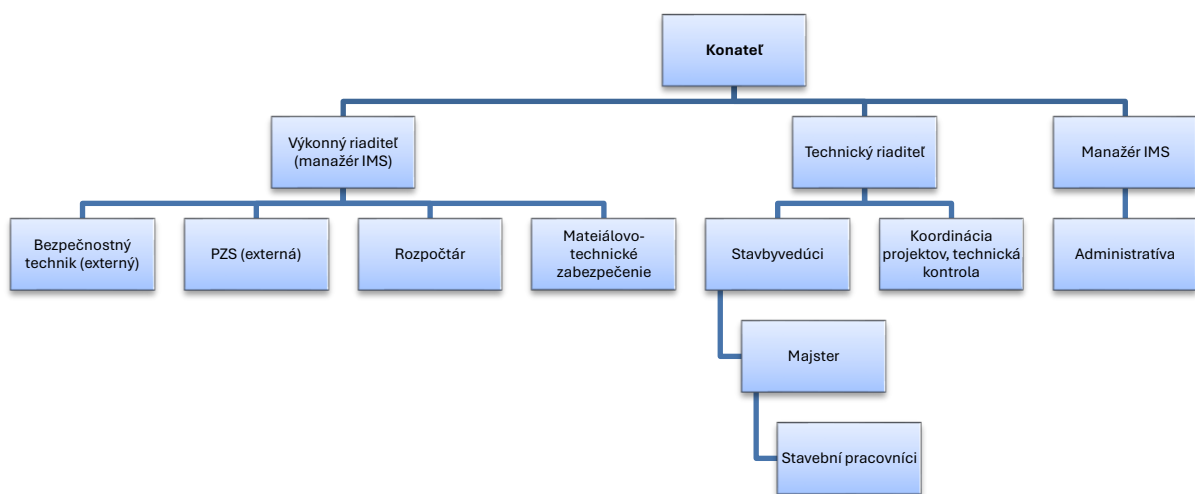 Konateľ
Výkonný riaditeľ
(manažér IMS)
Technický riaditeľ
Manažér IMS
Bezpečnostný
technik (externý)
PZS (externá)
Rozpočtár
Mateiálovo-
technické
zabezpečenie
Stavbyvedúci
Koordinácia
projektov, technická
kontrola
Administratíva
Majster
Stavební pracovníci